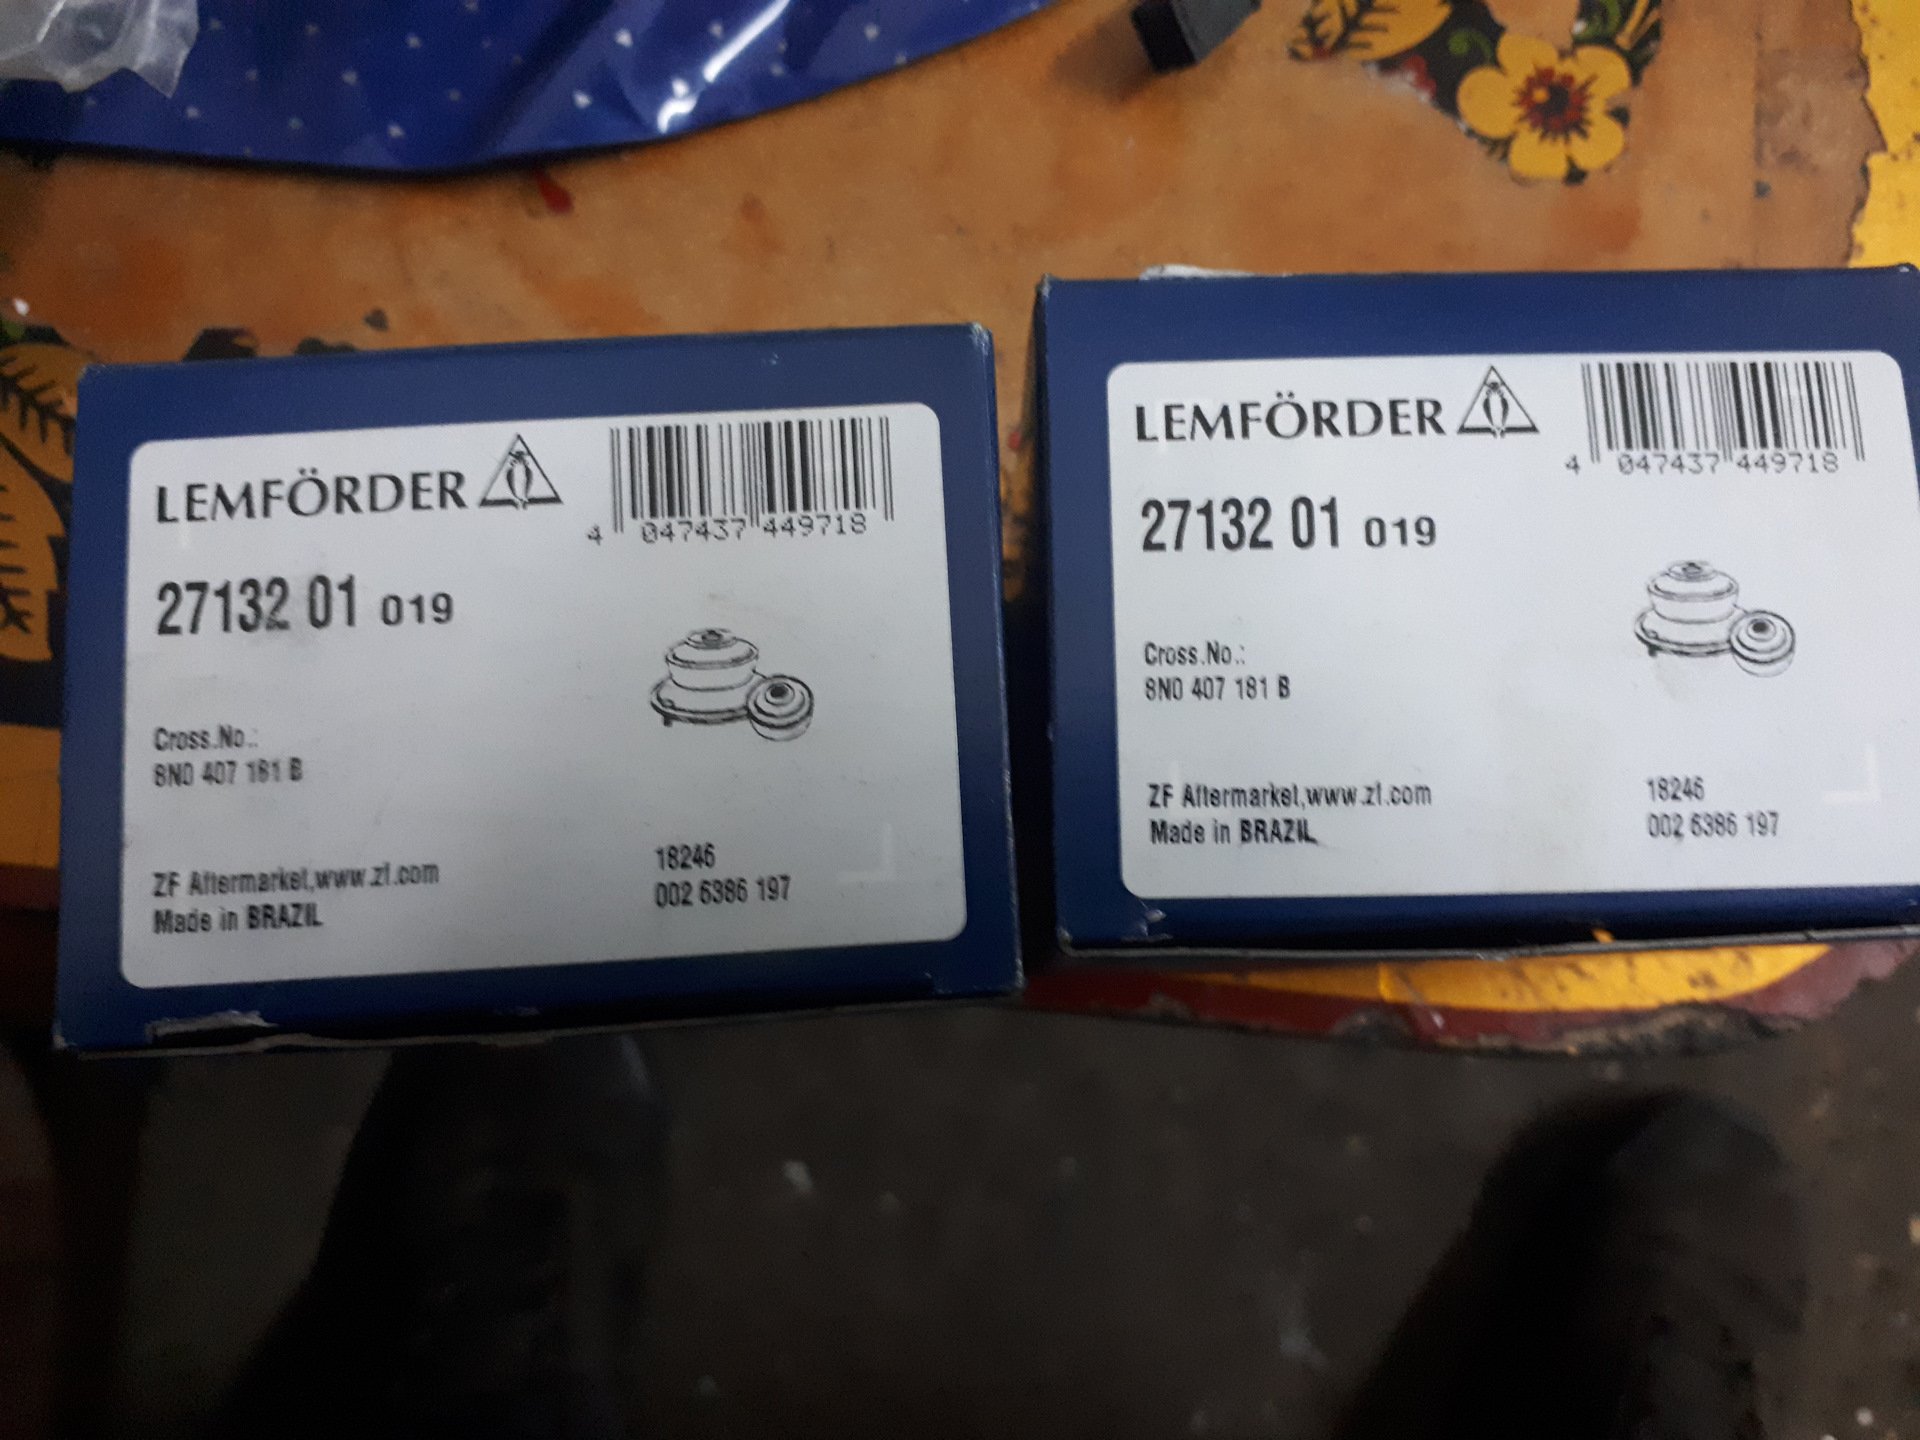 LEMFÖRDER
4 047437 449718
27132 01 019
Cross.No.:
8N0 407 181 B
ZF Aftermarket,www.zf.com
Made in BRAZIL
18246
002 6386 197
LEMFÖRDER
4 047437 449718
27132 01 019
Cross.No.:
8N0 407 181 B
ZF Aftermarket,www.zf.com
Made in BRAZIL
18246
002 6386 197